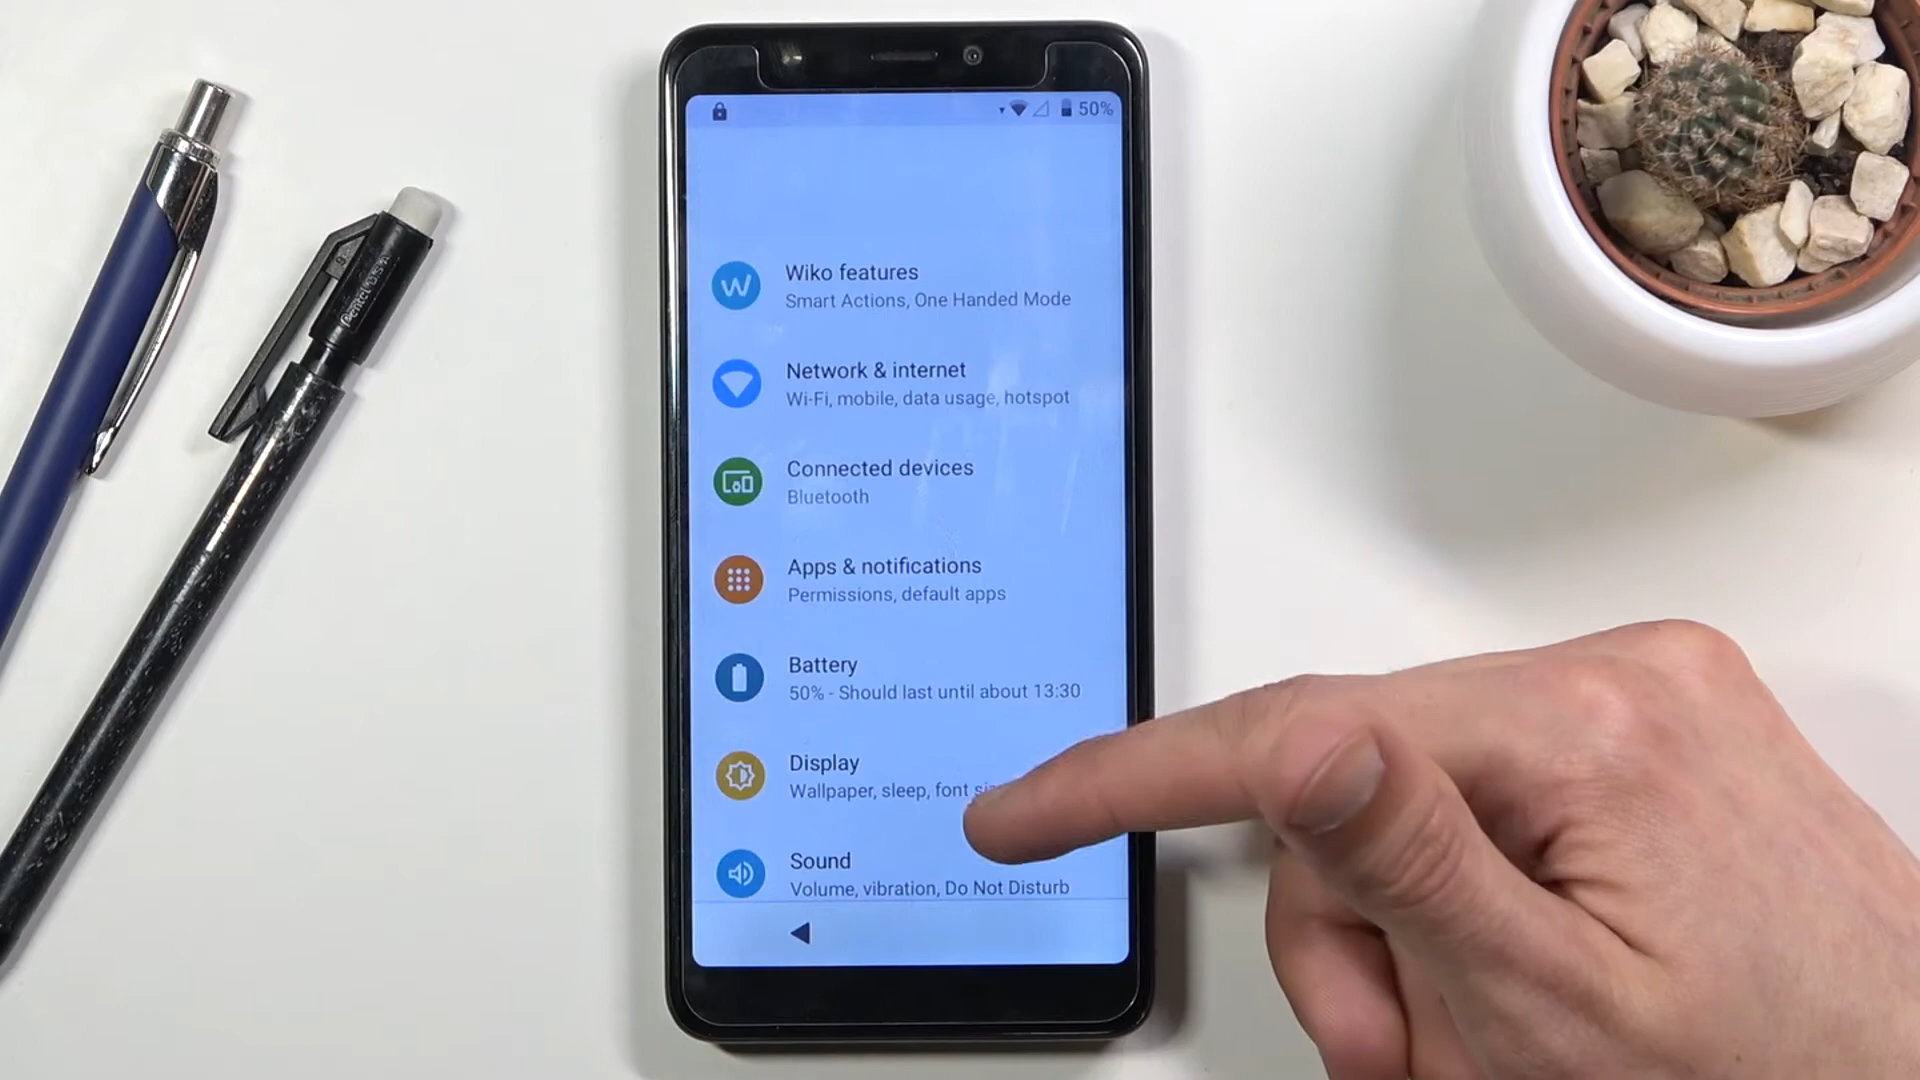 50%
Wiko features
Smart Actions, One Handed Mode
Network & internet
Wi-Fi, mobile, data usage, hotspot
Connected devices
Bluetooth
Apps & notifications
Permissions, default apps
Battery
50% - Should last until about 13:30
Display
Wallpaper, sleep, font
Sound
Volume, vibration, Do Not Disturb
Pentel